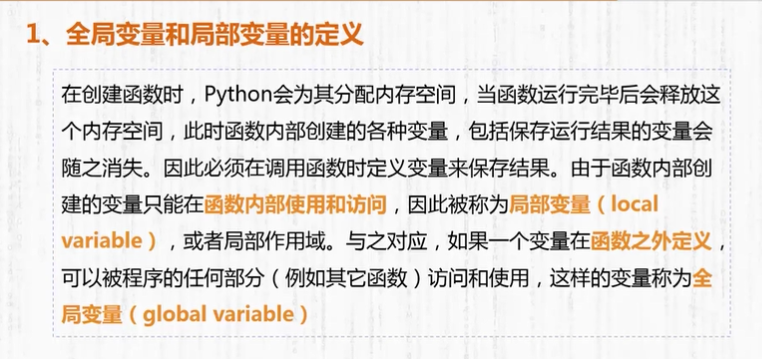 1、全局变量和局部变量的定义
在创建函数时，Python会为其分配内存空间，当函数运行完毕后会释放这
个内存空间，此时函数内部创建的各种变量，包括保存运行结果的变量会
随之消失。因此必须在调用函数时定义变量来保存结果。由于函数内部创
建的变量只能在函数内部使用和访问，因此被称为局部变量（local
variable），或者局部作用域。与之对应，如果一个变量在函数之外定义，
可以被程序的任何部分（例如其它函数）访问和使用，这样的变量称为全
局变量（global variable）